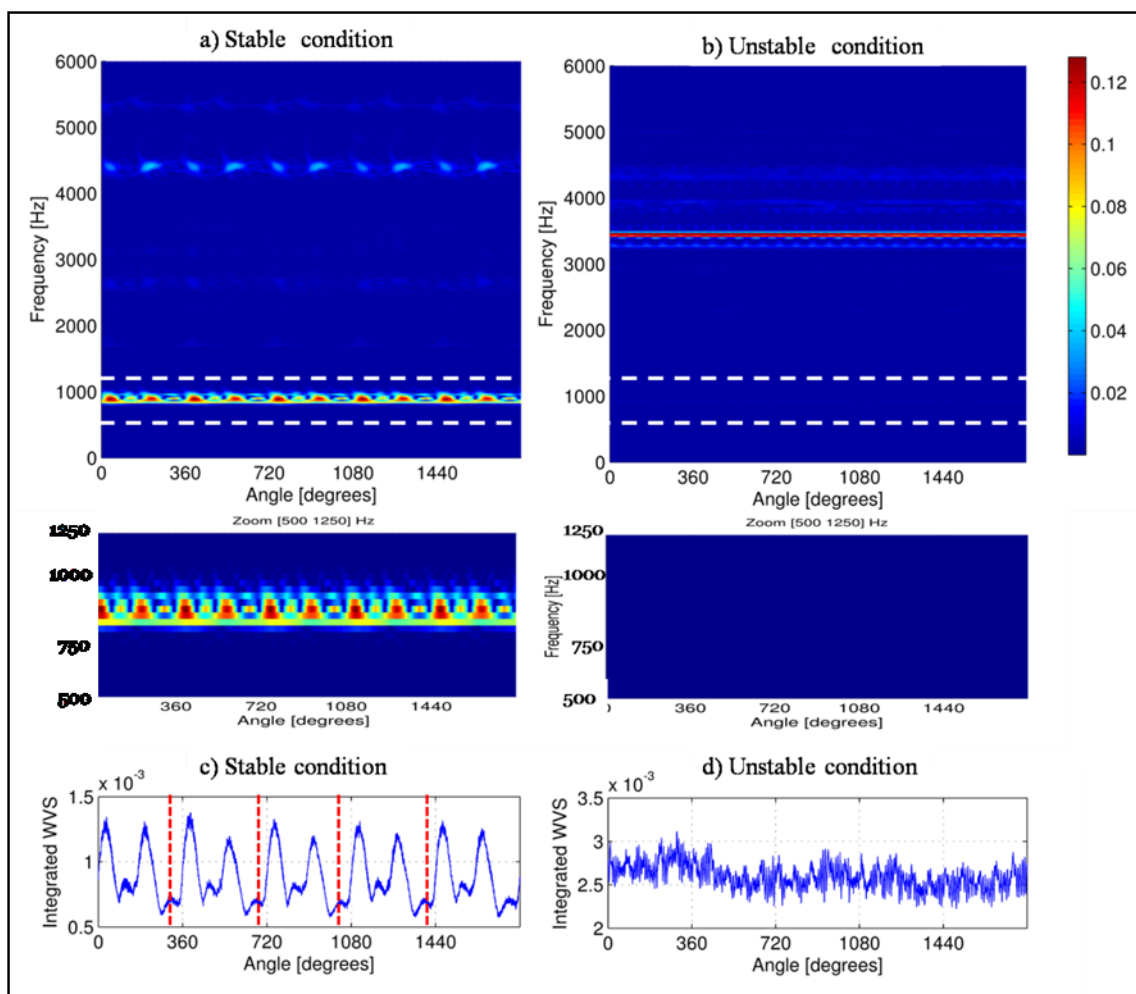 a) Stable condition
b) Unstable condition
6000
5000
4000
3000
2000
1000
0
Frequency [Hz]
0 360 720 1080 1440
Angle [degrees]
6000
5000
4000
3000
2000
1000
0
Frequency [Hz]
0 360 720 1080 1440
Angle [degrees]
0.12
0.1
0.08
0.06
0.04
0.02
Zoom [500 1250] Hz
1250
1000
750
500
360 720 1080 1440
Angle [degrees]
Zoom [500 1250] Hz
1250
1000
750
500
Frequency [Hz]
360 720 1080 1440
Angle [degrees]
c) Stable condition
x 10-3
1.5
1
0.5
Integrated WVS
0 360 720 1080 1440
Angle [degrees]
d) Unstable condition
x 10-3
3.5
3
2.5
2
Integrated WVS
0 360 720 1080 1440
Angle [degrees]